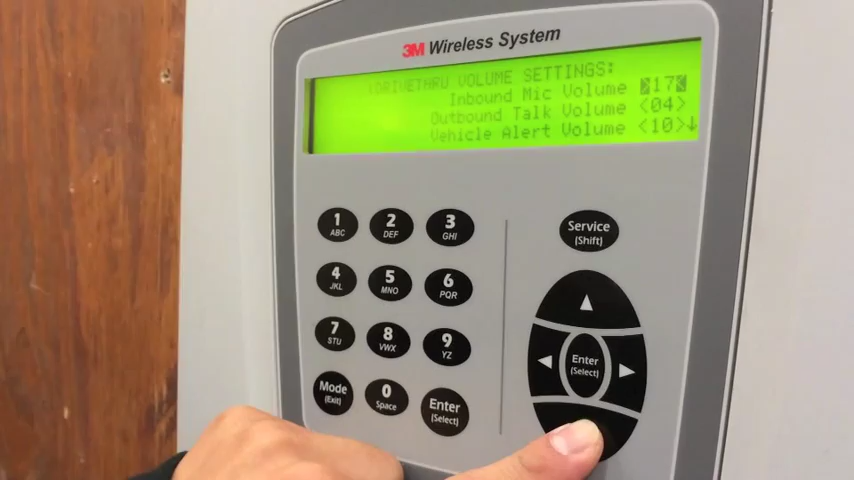 3M Wireless System
DRIVETHRU VOLUME SETTINGS:
Inbound Mic Volume 17
Outbound Talk Volume <04>
Vehicle Alert Volume <10>↓
1
ABC
2
DEF
3
GHI
Service
(Shift)
4
JKL
5
MNO
6
PQR
7
STU
8
VWX
9
YZ
Enter
(Select)
Mode
(Exit)
0
Space
Enter
(Select)